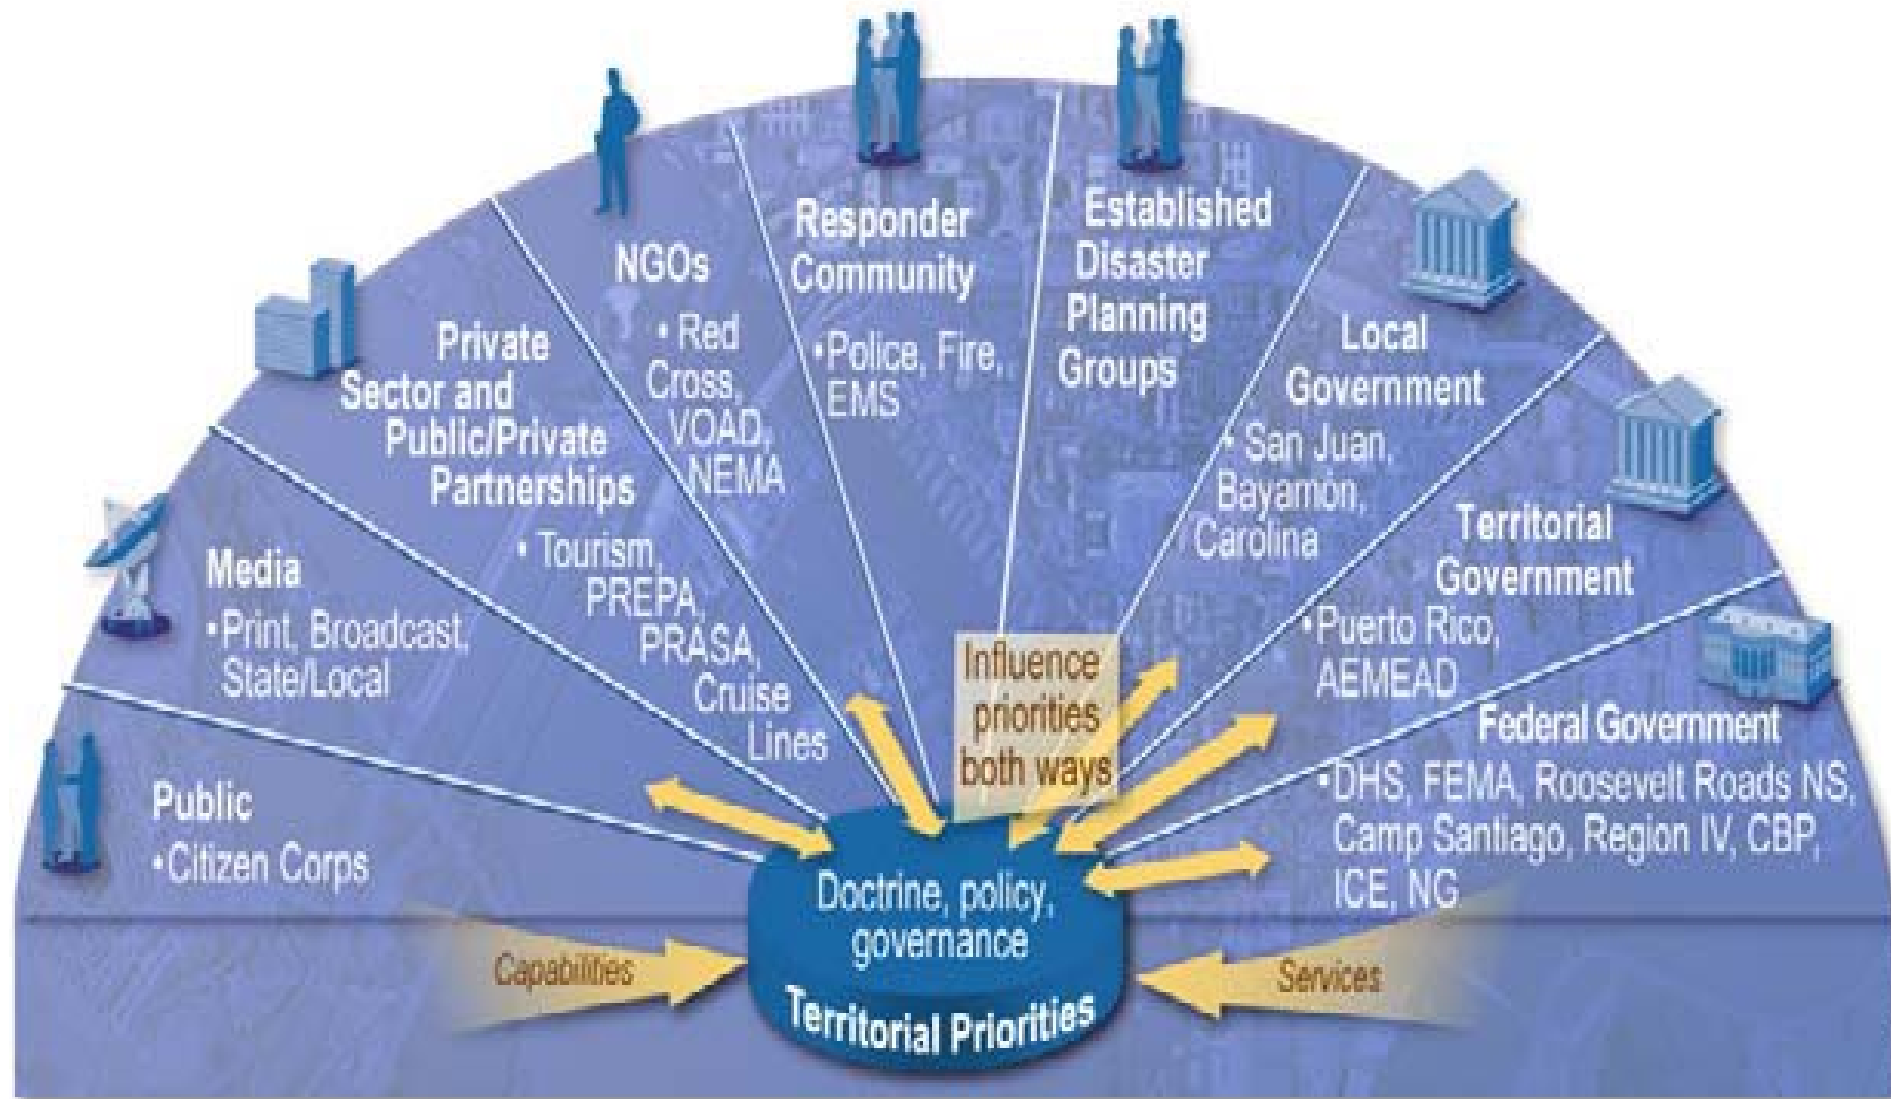 Public
•Citizen Corps
Media
•Print, Broadcast,
State/Local
Private
Sector and
Public/Private
Partnerships
• Tourism,
PREPA,
PRASA,
Cruise
Lines
NGOs
• Red
Cross,
VOAD,
NEMA
Responder
Community
•Police, Fire,
EMS
Established
Disaster
Planning
Groups
Local
Government
• San Juan,
Bayamòn,
Carolina
Territorial
Government
•Puerto Rico,
AEMEAD
Federal Government
•DHS, FEMA, Roosevelt Roads NS,
Camp Santiago, Region IV, CBP,
ICE, NG
Influence
priorities
both ways
Doctrine, policy,
governance
Territorial Priorities
Capabilities
Services